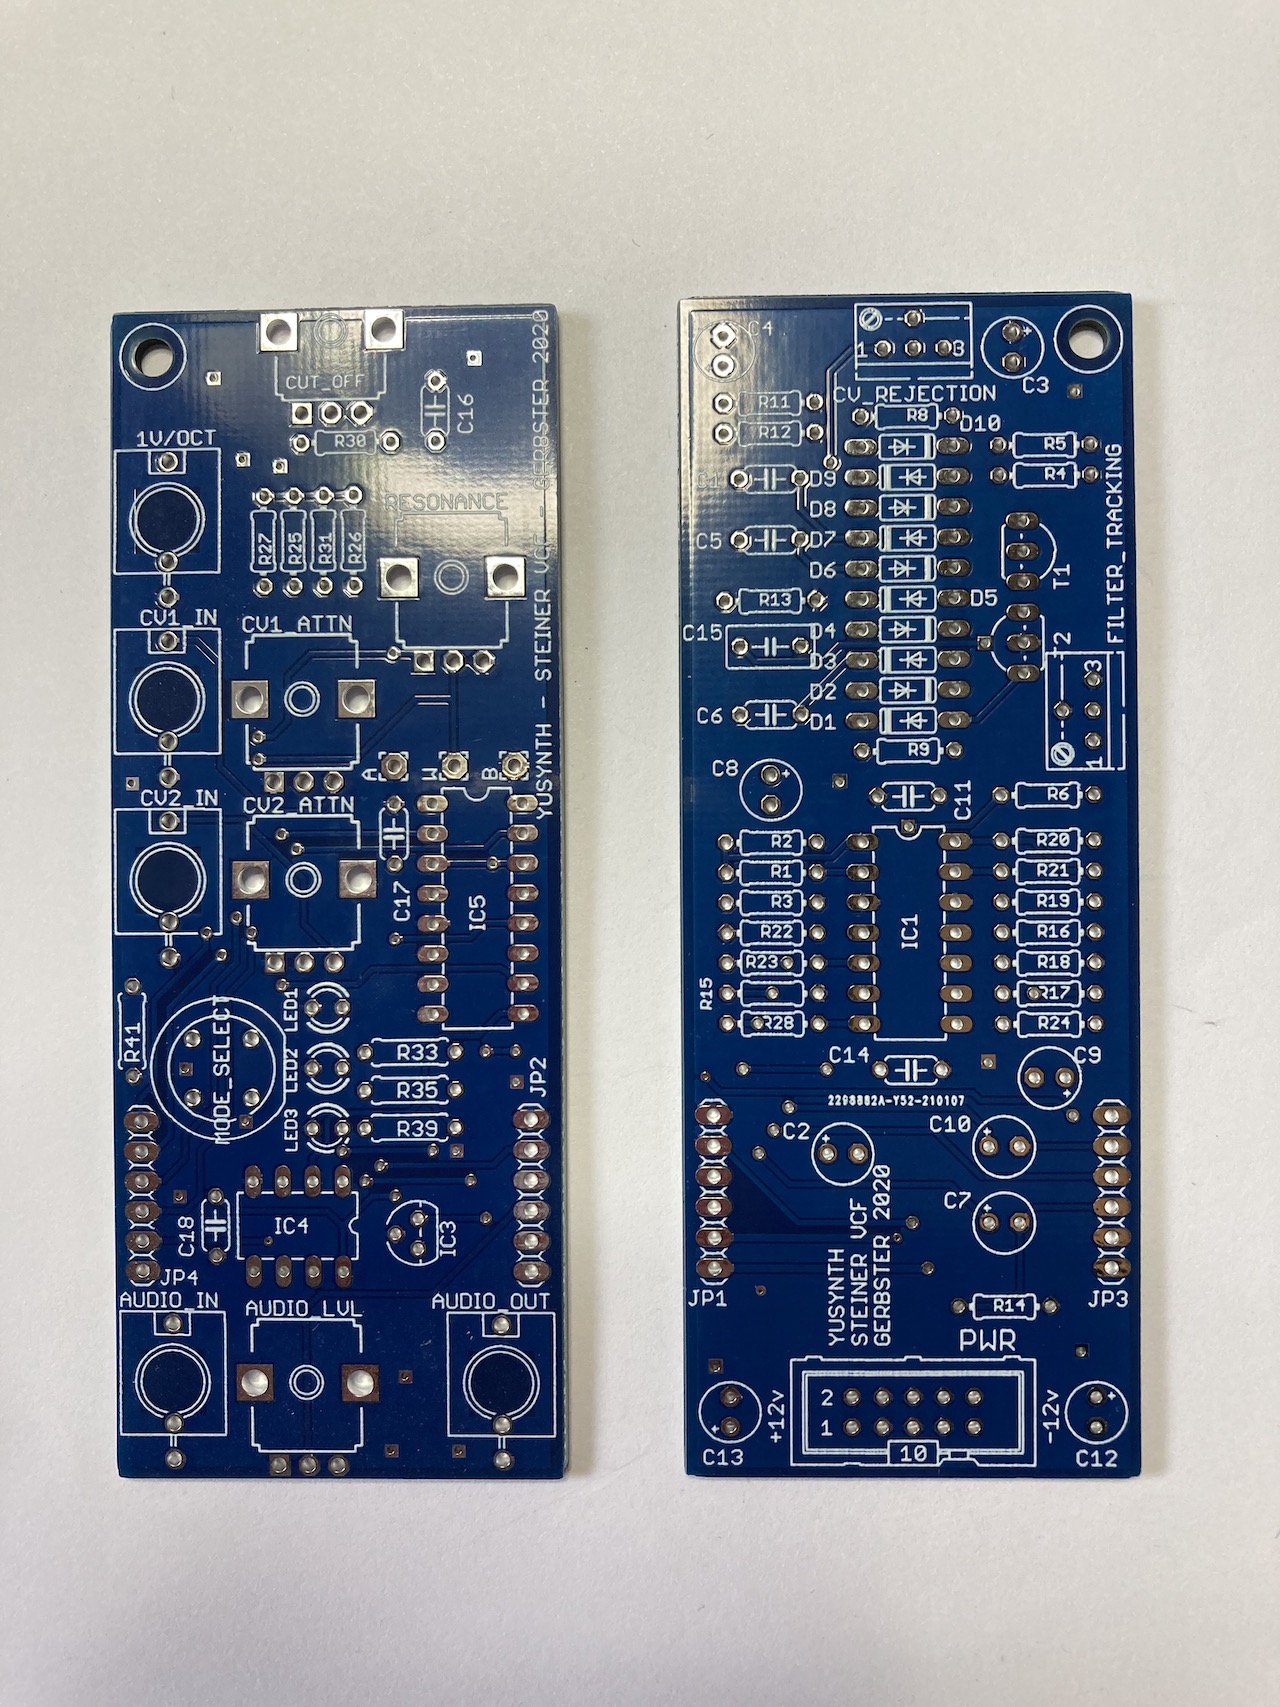 CUT_OFF
C16
1V/OCT
R30
RESONANCE
R27
R25
R31
R26
CV1_IN
CV1_ATTN
YUSYNTH - STEINER VCF - GERBSTER 2020
A
W
B
CV2_IN
CV2_ATTN
C17
IC5
R41
MODE_SELECT
LED1
LED2
LED3
R33
R35
R39
JP2
C18
IC4
IC3
JP4
AUDIO_IN
AUDIO_LVL
AUDIO_OUT
C4
1
3
C3
CV_REJECTION
R11
R12
R8
D10
R5
R4
D9
D8
C5
D7
D6
R13
D5
T1
FILTER_TRACKING
C15
D4
D3
D2
D1
C6
R9
3
1
C8
C11
R6
R2
R1
R3
R22
R23
R15
R28
IC1
R20
R21
R19
R16
R18
R17
R24
C14
C9
2298882A-Y52-210107
C2
C10
C7
YUSYNTH
STEINER VCF
GERBSTER 2020
JP1
JP3
R14
PWR
2
1
10
+12v
-12v
C13
C12